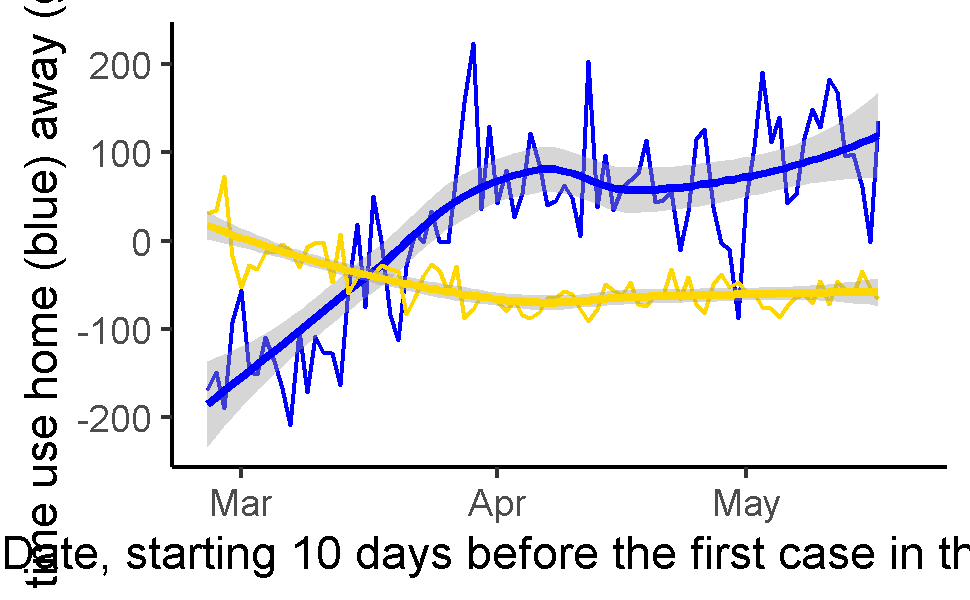 time use home (blue) away (
200
100
0
-100
-200
Mar Apr May
Date, starting 10 days before the first case in th